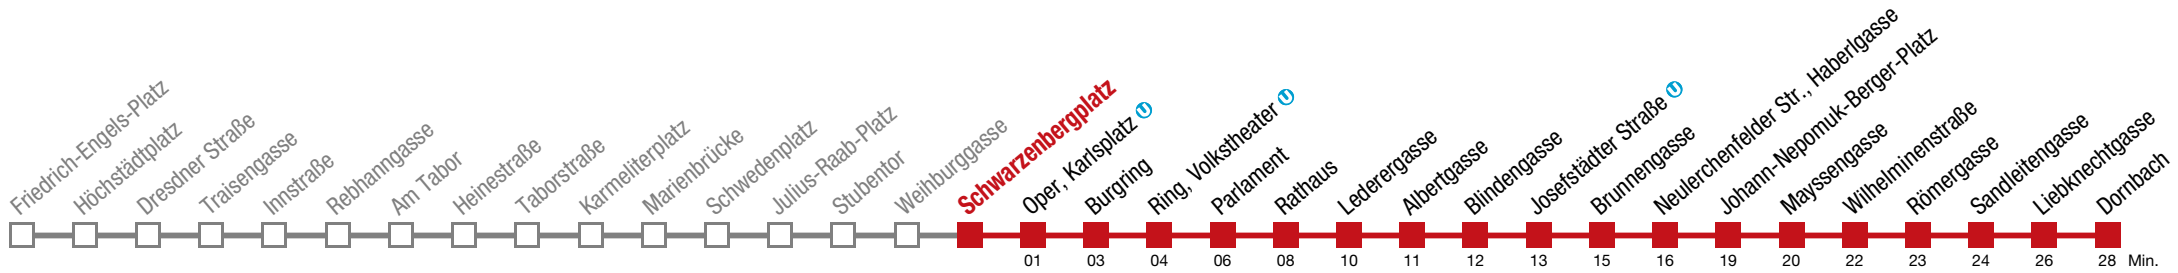 Friedrich-Engels-Platz
Höchstädtplatz
Dresdner Straße
Traisengasse
Innstraße
Rebhanngasse
Am Tabor
Heinestraße
Taborstraße
Karmeliterplatz
Marienbrücke
Schwedenplatz
Julius-Raab-Platz
Stubentor
Weihburggasse
Schwarzenbergplatz
Oper, Karlsplatz U
Burgring
Ring, Volkstheater U
Parlament
Rathaus
Lederergasse
Albertgasse
Blindengasse
Josefstädter Straße U
Brunnengasse
Neulerchenfelder Str., Haberlgasse
Johann-Nepomuk-Berger-Platz
Mayssengasse
Wilhelminenstraße
Römergasse
Sandleitengasse
Liebknechtgasse
Dornbach
01 03 04 06 08 10 11 12 13 15 16 19 20 22 23 24 26 28 Min.